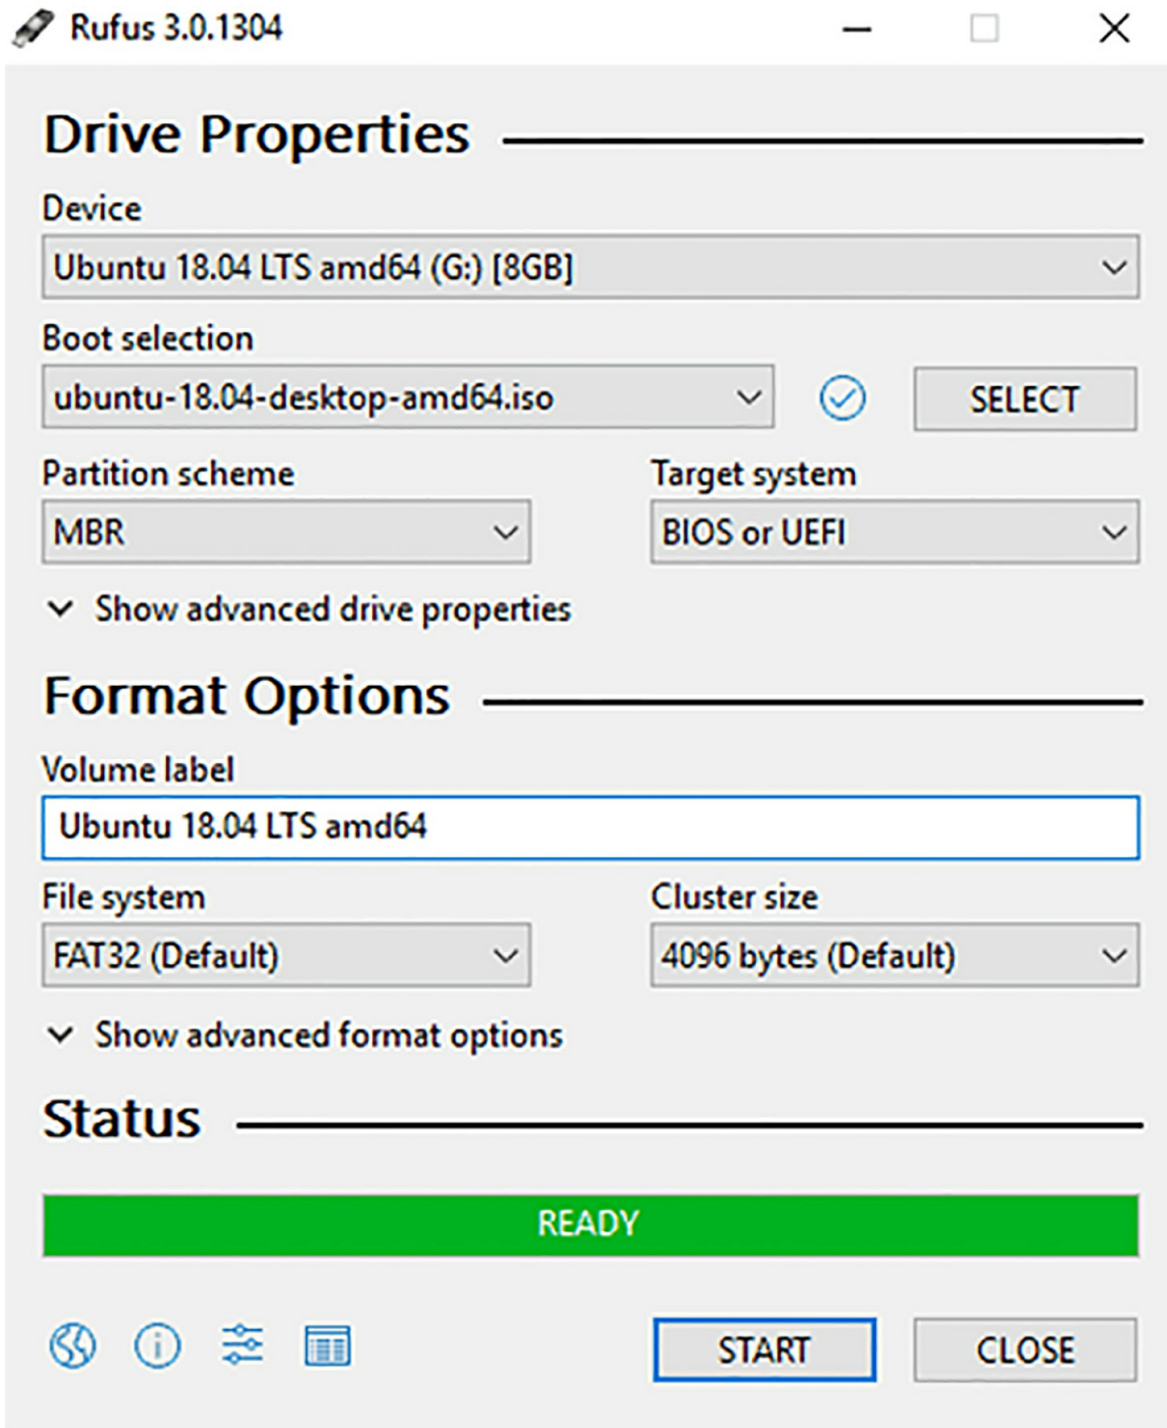 Rufus 3.0.1304
Drive Properties
Device
Ubuntu 18.04 LTS amd64 (G:) [8GB]
Boot selection
ubuntu-18.04-desktop-amd64.iso
SELECT
Partition scheme
Target system
MBR
BIOS or UEFI
Show advanced drive properties
Format Options
Volume label
Ubuntu 18.04 LTS amd64
File system
Cluster size
FAT32 (Default)
4096 bytes (Default)
Show advanced format options
Status
READY
START
CLOSE